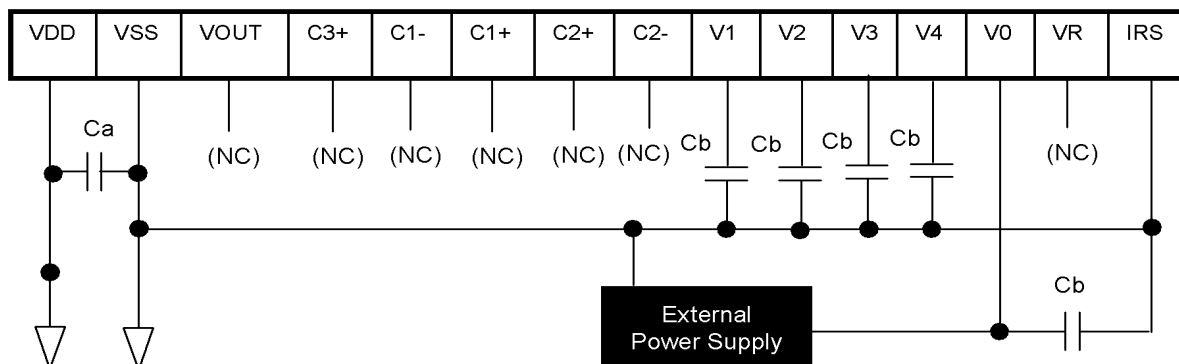 VDD VSS VOUT C3+ C1- C1+ C2+ C2- V1 V2 V3 V4 V0 VR IRS
Ca
(NC) (NC) (NC) (NC) (NC) (NC) Cb Cb Cb Cb (NC)
External
Power Supply
Cb